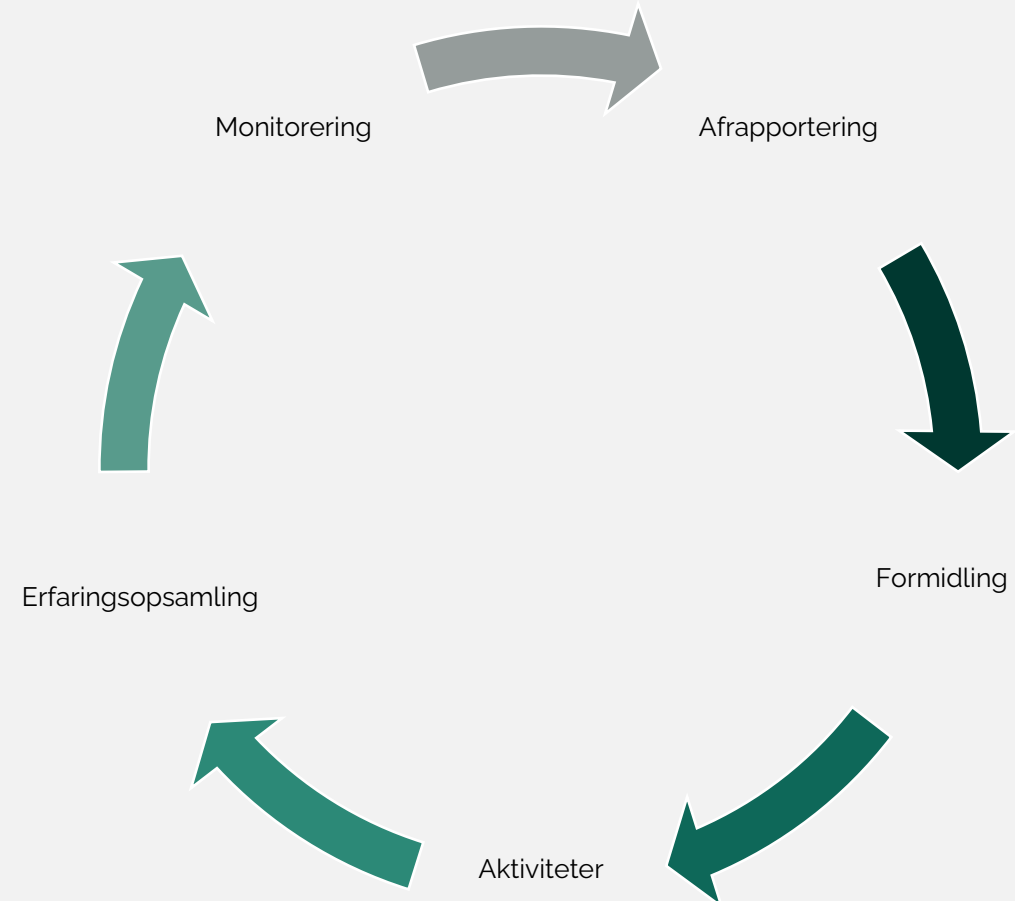 Monitorering
Afrapportering
Formidling
Erfaringsopsamling
Aktiviteter